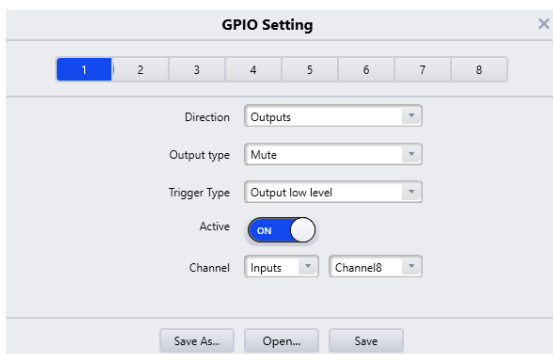 GPIO Setting
1 2 3 4 5 6 7 8
Direction Outputs
Output type Mute
Trigger Type Output low level
Active ON
Channel Inputs Channel8
Save As... Open... Save